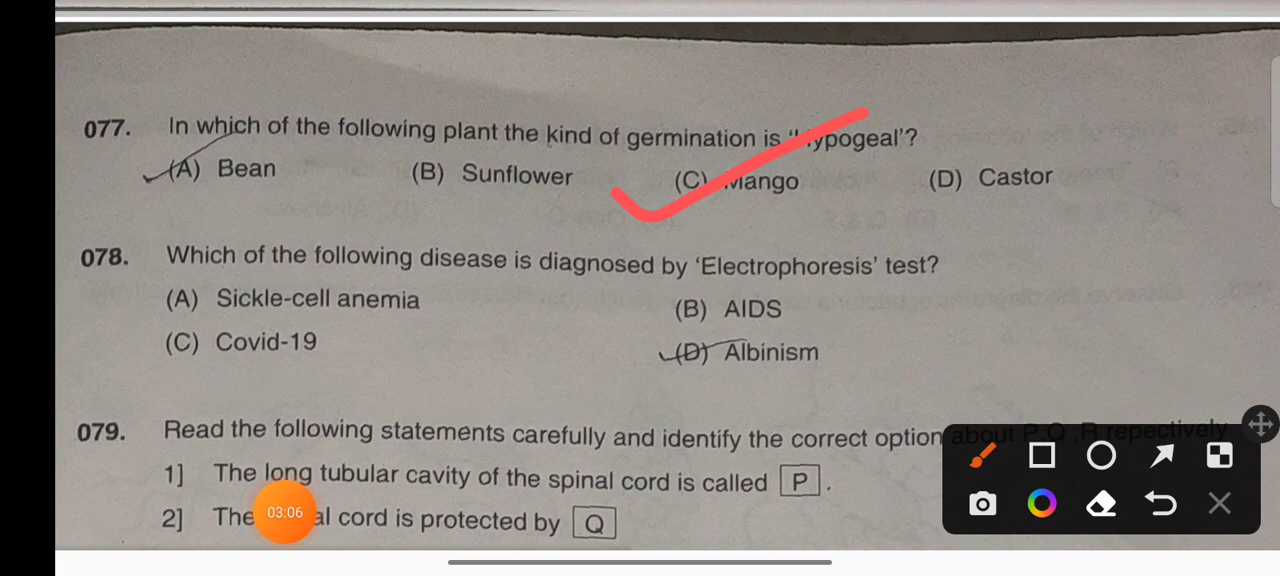 077. In which of the following plant the kind of germination is 'ypogeal'?
(A) Bean (B) Sunflower (C) Mango (D) Castor
078. Which of the following disease is diagnosed by 'Electrophoresis' test?
(A) Sickle-cell anemia (B) AIDS
(C) Covid-19 (D) Albinism
079. Read the following statements carefully and identify the correct option about P,Q ,R repectively.
1] The long tubular cavity of the spinal cord is called P .
2] The al cord is protected by Q
03:06